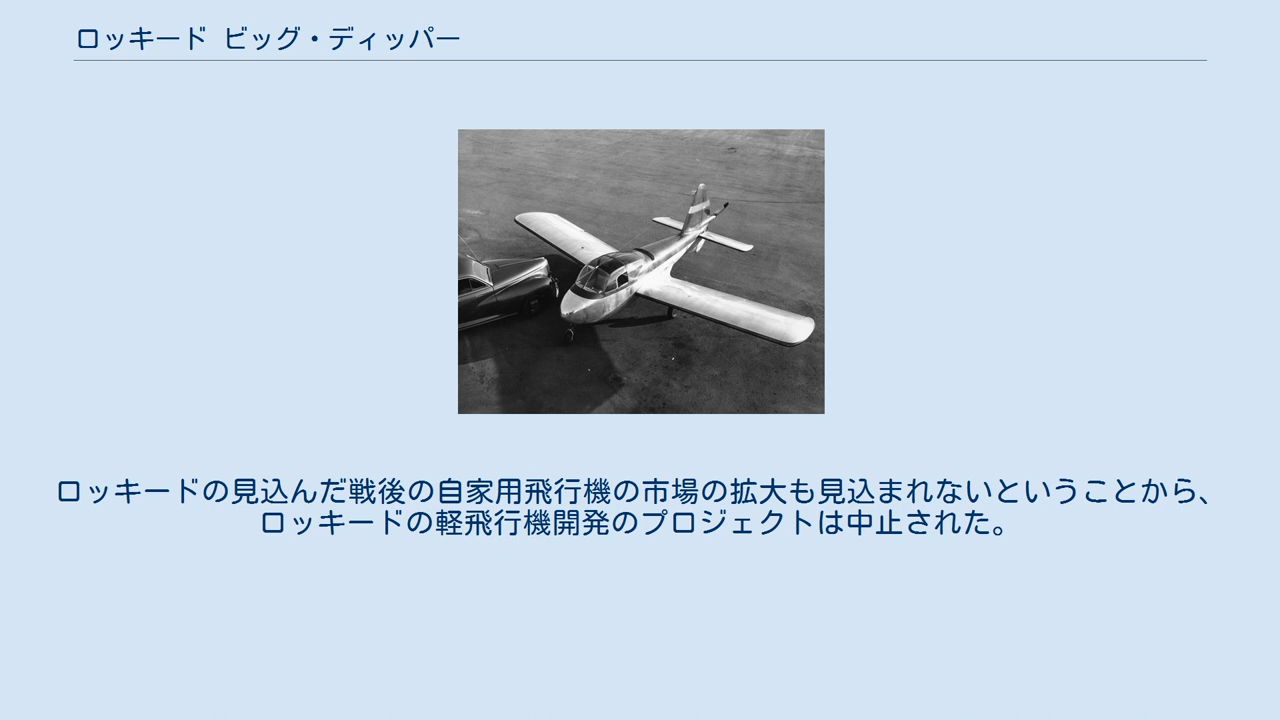 ロッキード ビッグ・ディッパー
ロッキードの見込んだ戦後の自家用飛行機の市場の拡大も見込まれないということから、
ロッキードの軽飛行機開発のプロジェクトは中止された。